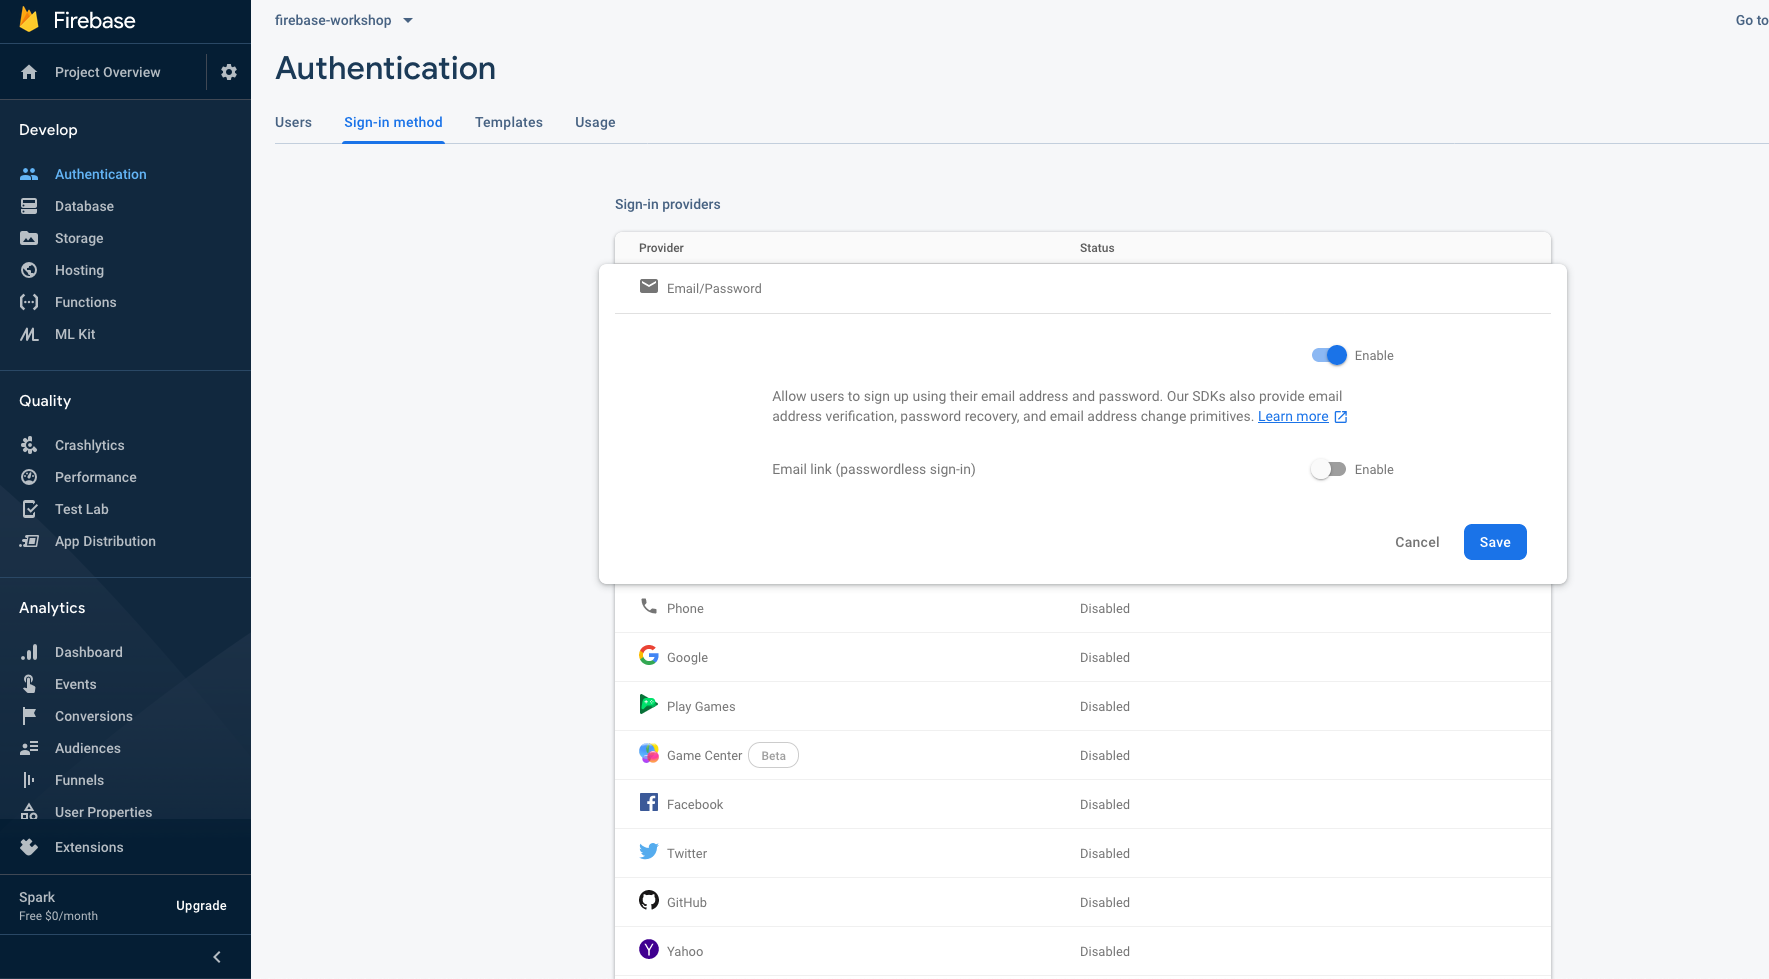 Firebase
Project Overview
Develop
Authentication
Database
Storage
Hosting
Functions
ML Kit
Quality
Crashlytics
Performance
Test Lab
App Distribution
Analytics
Dashboard
Events
Conversions
Audiences
Funnels
User Properties
Extensions
Spark
Free $0/month
Upgrade
firebase-workshop
Go to
Authentication
Users Sign-in method Templates Usage
Sign-in providers
Provider Status
Email/Password
Enable
Allow users to sign up using their email address and password. Our SDKs also provide email
address verification, password recovery, and email address change primitives. Learn more
Email link (passwordless sign-in) Enable
Cancel Save
Phone Disabled
Google Disabled
Play Games Disabled
Game Center Beta Disabled
Facebook Disabled
Twitter Disabled
GitHub Disabled
Yahoo Disabled